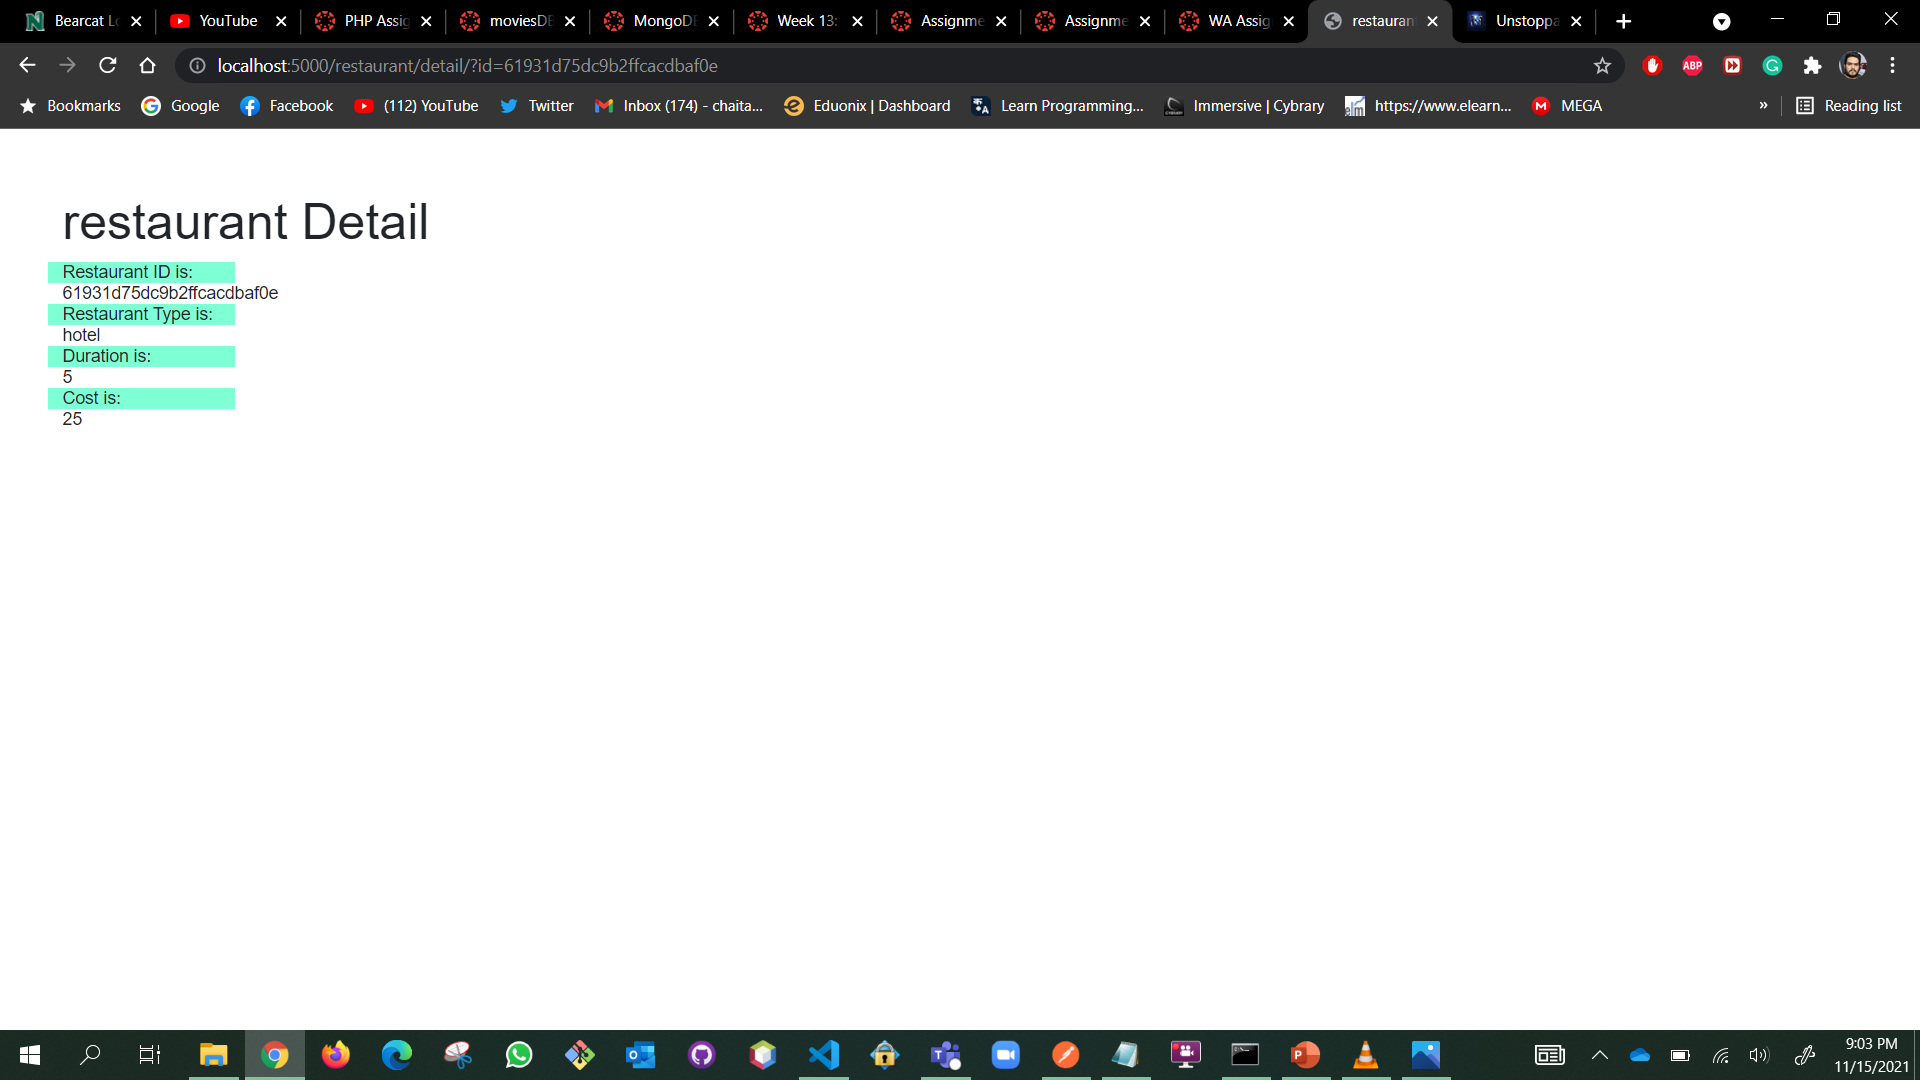 Bearcat Lo
YouTube
PHP Assig
moviesDB
MongoDB
Week 13:
Assignme
Assignme
WA Assig
restauran
Unstoppa
localhost:5000/restaurant/detail/?id=61931d75dc9b2ffcacdbaf0e
ABP
Bookmarks
Google
Facebook
(112) YouTube
Twitter
Inbox (174) - chaita...
Eduonix | Dashboard
Learn Programming...
Immersive | Cybrary
https://www.elearn...
MEGA
»
Reading list
restaurant Detail
Restaurant ID is:
61931d75dc9b2ffcacdbaf0e
Restaurant Type is:
hotel
Duration is:
5
Cost is:
25
9:03 PM
11/15/2021